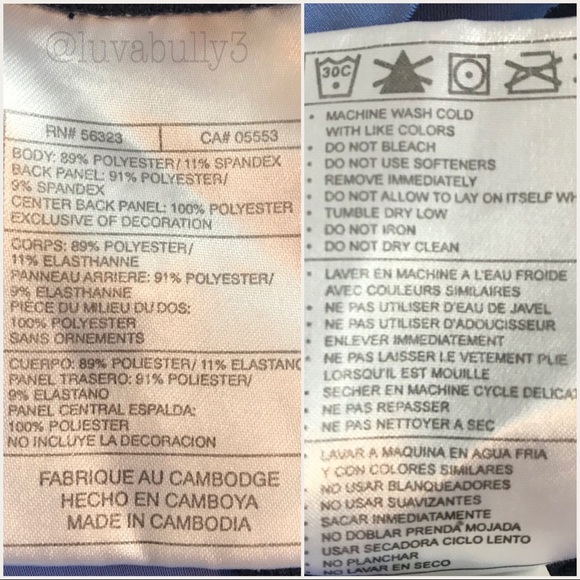 @luvabully3
RN# 56323 CA# 05553
BODY: 89% POLYESTER/ 11% SPANDEX
BACK PANEL: 91% POLYESTER/
9% SPANDEX
CENTER BACK PANEL: 100% POLYESTER
EXCLUSIVE OF DECORATION
CORPS: 89% POLYESTER/
11% ELASTHANNE
PANNEAU ARRIERE: 91% POLYESTER/
9% ELASTHANNE
PIECE DU MILIEU DU DOS:
100% POLYESTER
SANS ORNEMENTS
CUERPO: 89% POLIESTER/ 11% ELASTANO
PANEL TRASERO: 91% POLIESTER/
9% ELASTANO
PANEL CENTRAL ESPALDA:
100% POLIESTER
NO INCLUYE LA DECORACION
FABRIQUE AU CAMBODGE
HECHO EN CAMBOYA
MADE IN CAMBODIA
30C
• MACHINE WASH COLD
WITH LIKE COLORS
• DO NOT BLEACH
• DO NOT USE SOFTENERS
• REMOVE IMMEDIATELY
• DO NOT ALLOW TO LAY ON ITSELF WH
• TUMBLE DRY LOW
• DO NOT IRON
• DO NOT DRY CLEAN
• LAVER EN MACHINE A L'EAU FROIDE
AVEC COULEURS SIMILAIRES
• NE PAS UTILISER D'EAU DE JAVEL
• NE PAS UTILISER D'ADOUCISSEUR
• ENLEVER IMMEDIATEMENT
• NE PAS LAISSER LE VETEMENT PLIE
LORSQU'IL EST MOUILLE
• SECHER EN MACHINE CYCLE DELICA
• NE PAS REPASSER
• NE PAS NETTOYER A SEC
LAVAR A MAQUINA EN AGUA FRIA
Y CON COLORES SIMILARES
NO USAR BLANQUEADORES
NO USAR SUAVIZANTES
SACAR INMEDIATAMENTE
NO DOBLAR PRENDA MOJADA
USAR SECADORA CICLO LENTO
NO PLANCHAR
NO LAVAR EN SECO